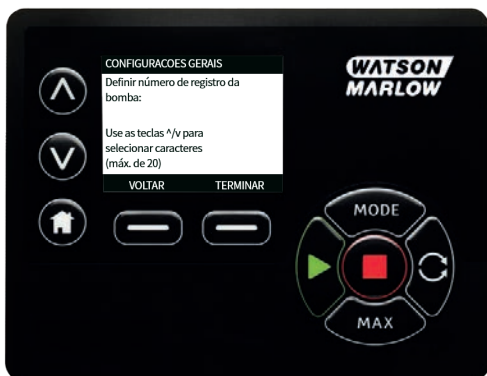 CONFIGURACOES GERAIS
Definir número de registro da
bomba:
Use as teclas ^/v para
selecionar caracteres
(máx. de 20)
VOLTAR TERMINAR
WATSON
MARLOW
MODE
MAX